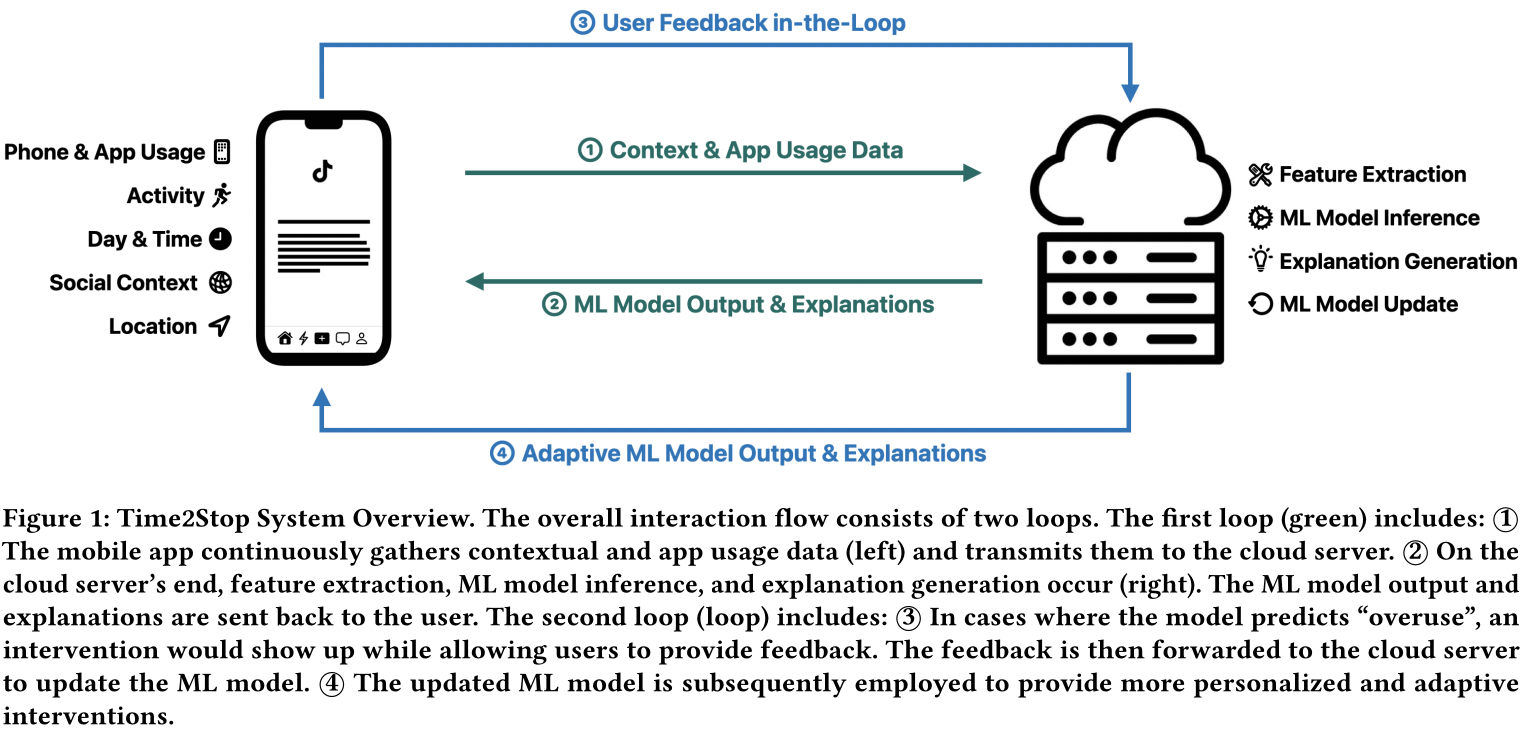 ③ User Feedback in-the-Loop
Phone & App Usage
Activity
Day & Time
Social Context
Location
① Context & App Usage Data
② ML Model Output & Explanations
Feature Extraction
ML Model Inference
Explanation Generation
ML Model Update
④ Adaptive ML Model Output & Explanations
Figure 1: Time2Stop System Overview. The overall interaction flow consists of two loops. The first loop (green) includes: ①
The mobile app continuously gathers contextual and app usage data (left) and transmits them to the cloud server. ② On the
cloud server’s end, feature extraction, ML model inference, and explanation generation occur (right). The ML model output and
explanations are sent back to the user. The second loop (loop) includes: ③ In cases where the model predicts “overuse”, an
intervention would show up while allowing users to provide feedback. The feedback is then forwarded to the cloud server
to update the ML model. ④ The updated ML model is subsequently employed to provide more personalized and adaptive
interventions.